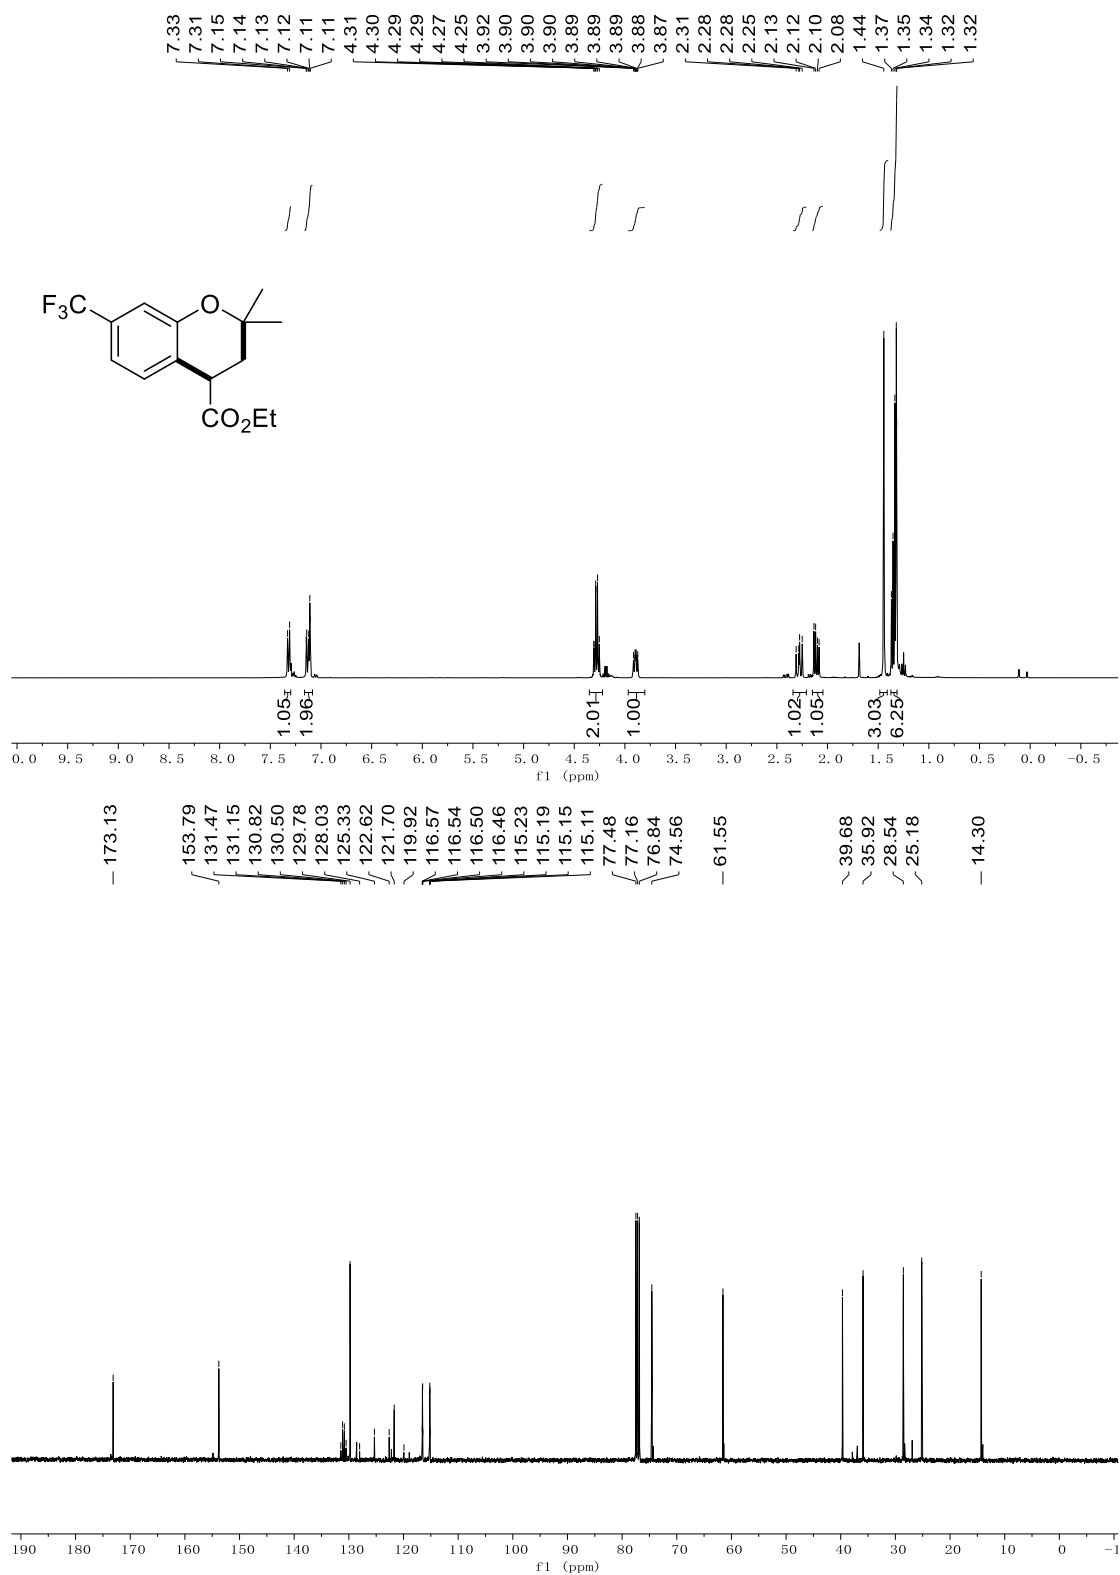 7.33 7.31 7.15 7.14 7.13 7.12 7.11 7.11 4.31 4.30 4.29 4.29 4.27 4.25 3.92 3.90 3.90 3.90 3.89 3.89 3.89 3.88 3.87 2.31 2.28 2.28 2.25 2.13 2.12 2.10 2.08 1.44 1.37 1.35 1.34 1.32 1.32
F3C
O
CO2Et
1.05 1.96 2.01 1.00 1.02 1.05 3.03 6.25
0.0 9.5 9.0 8.5 8.0 7.5 7.0 6.5 6.0 5.5 5.0 4.5 4.0 3.5 3.0 2.5 2.0 1.5 1.0 0.5 0.0 -0.5
f1 (ppm)
173.13 153.79 131.47 131.15 130.82 130.50 129.78 128.03 125.33 122.62 121.70 119.92 116.57 116.54 116.50 116.46 115.23 115.19 115.15 115.11 77.48 77.16 76.84 74.56 61.55 39.68 35.92 28.54 25.18 14.30
190 180 170 160 150 140 130 120 110 100 90 80 70 60 50 40 30 20 10 0 -1
f1 (ppm)